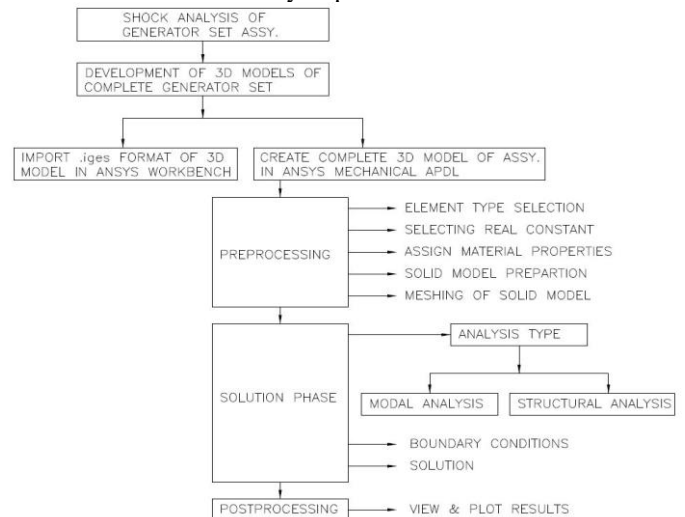 SHOCK ANALYSIS OF
GENERATOR SET ASSY.
DEVELOPMENT OF 3D MODELS OF
COMPLETE GENERATOR SET
IMPORT .iges FORMAT OF 3D
MODEL IN ANSYS WORKBENCH
CREATE COMPLETE 3D MODEL OF ASSY.
IN ANSYS MECHANICAL APDL
PREPROCESSING
ELEMENT TYPE SELECTION
SELECTING REAL CONSTANT
ASSIGN MATERIAL PROPERTIES
SOLID MODEL PREPARTION
MESHING OF SOLID MODEL
SOLUTION PHASE
ANALYSIS TYPE
MODAL ANALYSIS
STRUCTURAL ANALYSIS
BOUNDARY CONDITIONS
SOLUTION
POSTPROCESSING
VIEW & PLOT RESULTS